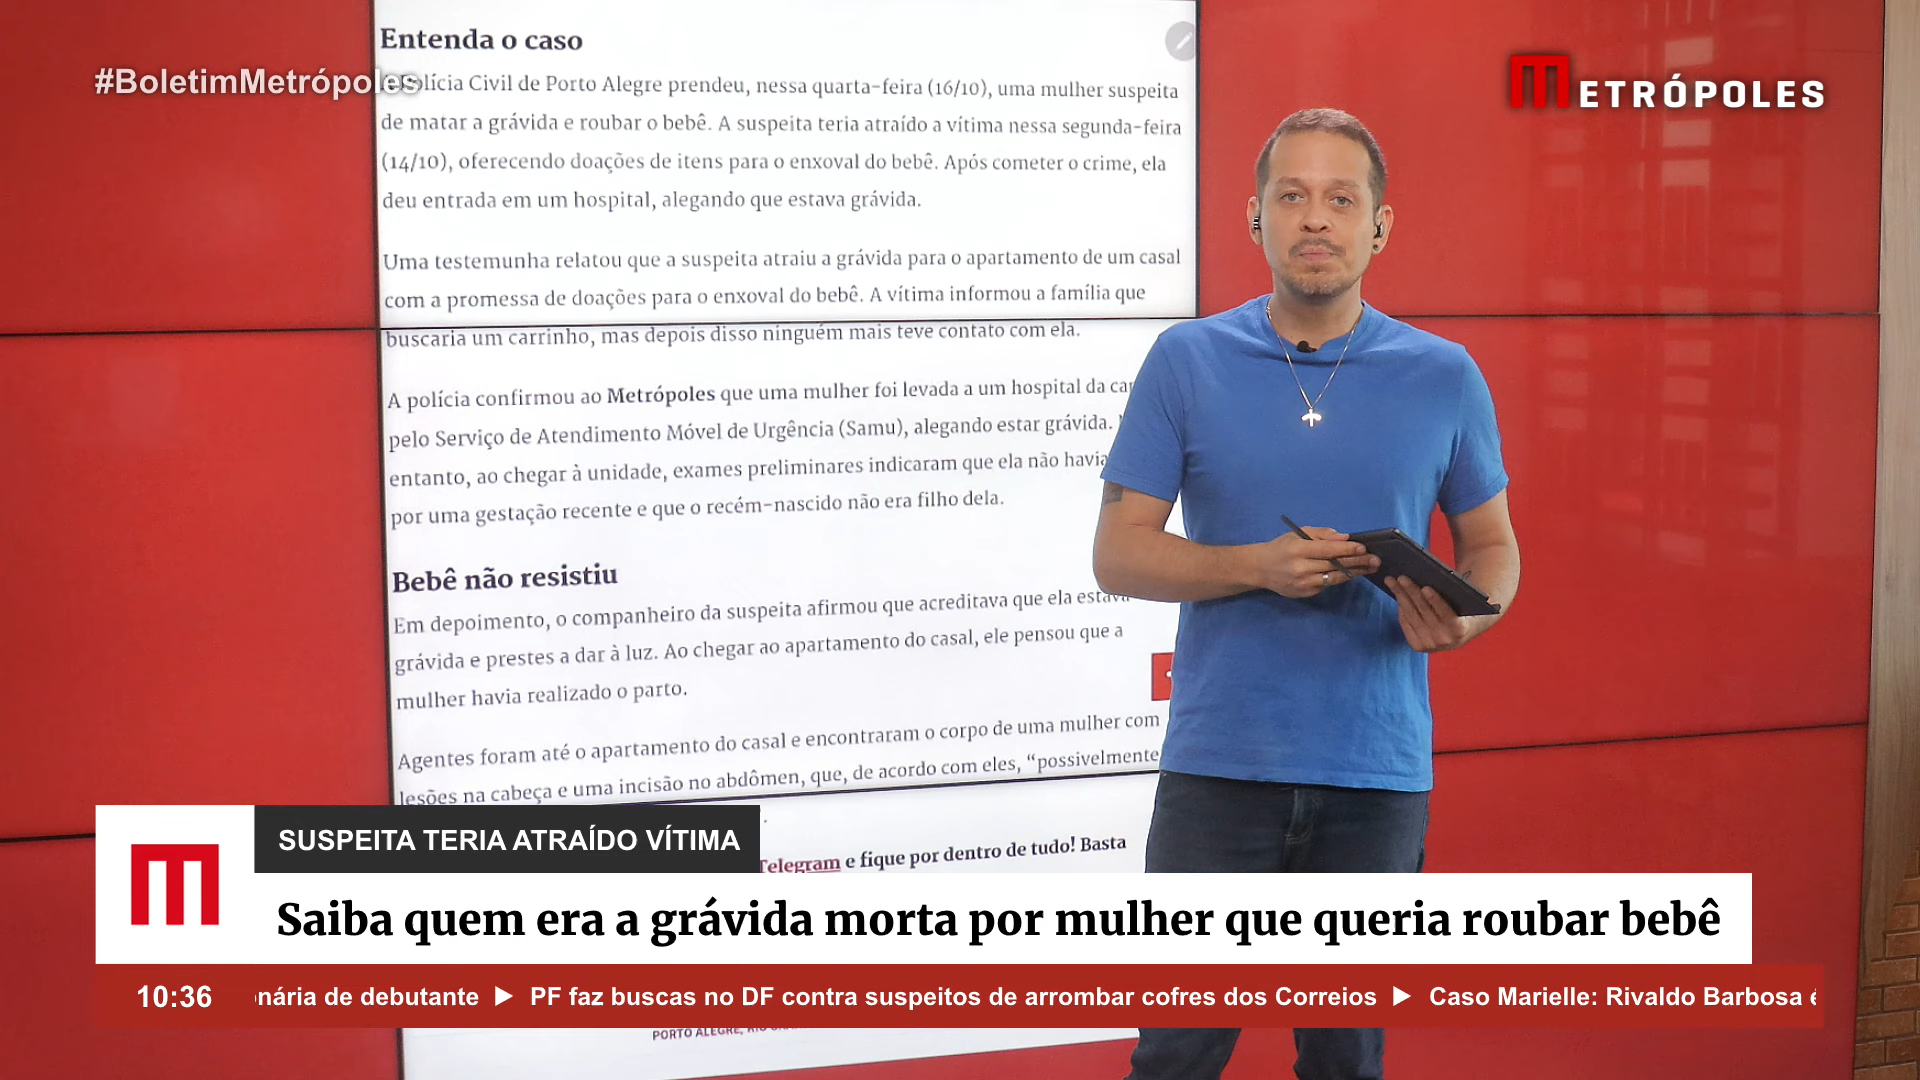 #BoletimMetrópoles
METRÓPOLES
Entenda o caso
Polícia Civil de Porto Alegre prendeu, nessa quarta-feira (16/10), uma mulher suspeita
de matar a grávida e roubar o bebê. A suspeita teria atraído a vítima nessa segunda-feira
(14/10), oferecendo doações de itens para o enxoval do bebê. Após cometer o crime, ela
deu entrada em um hospital, alegando que estava grávida.
Uma testemunha relatou que a suspeita atraiu a grávida para o apartamento de um casal
com a promessa de doações para o enxoval do bebê. A vítima informou a família que
buscaria um carrinho, mas depois disso ninguém mais teve contato com ela.
A polícia confirmou ao Metrópoles que uma mulher foi levada a um hospital da
pelo Serviço de Atendimento Móvel de Urgência (Samu), alegando estar grávida.
entanto, ao chegar à unidade, exames preliminares indicaram que ela não havia
por uma gestação recente e que o recém-nascido não era filho dela.
Bebê não resistiu
Em depoimento, o companheiro da suspeita afirmou que acreditava que ela estava
grávida e prestes a dar à luz. Ao chegar ao apartamento do casal, ele pensou que a
mulher havia realizado o parto.
Agentes foram até o apartamento do casal e encontraram o corpo de uma mulher com
lesões na cabeça e uma incisão no abdômen, que, de acordo com eles, “possivelmente
Telegram e fique por dentro de tudo! Basta
SUSPEITA TERIA ATRAÍDO VÍTIMA
Saiba quem era a grávida morta por mulher que queria roubar bebê
10:36 nária de debutante ▶ PF faz buscas no DF contra suspeitos de arrombar cofres dos Correios ▶ Caso Marielle: Rivaldo Barbosa é
PORTO ALEGRE,